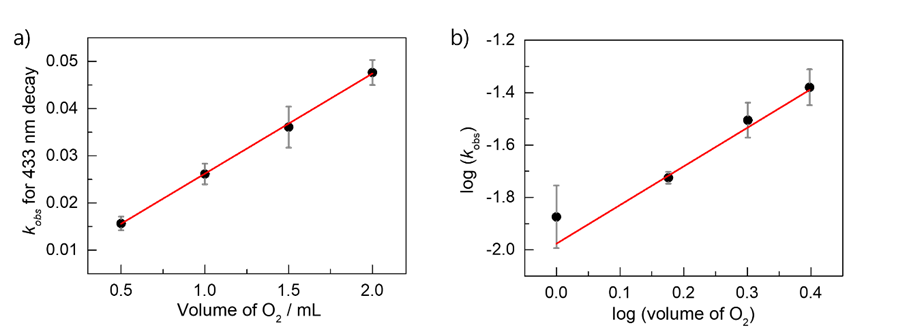 a)
k_obs for 433 nm decay
0.05
0.04
0.03
0.02
0.01
0.5 1.0 1.5 2.0
Volume of O₂ / mL
b)
log (k_obs)
-1.2
-1.4
-1.6
-1.8
-2.0
0.0 0.1 0.2 0.3 0.4
log (volume of O₂)